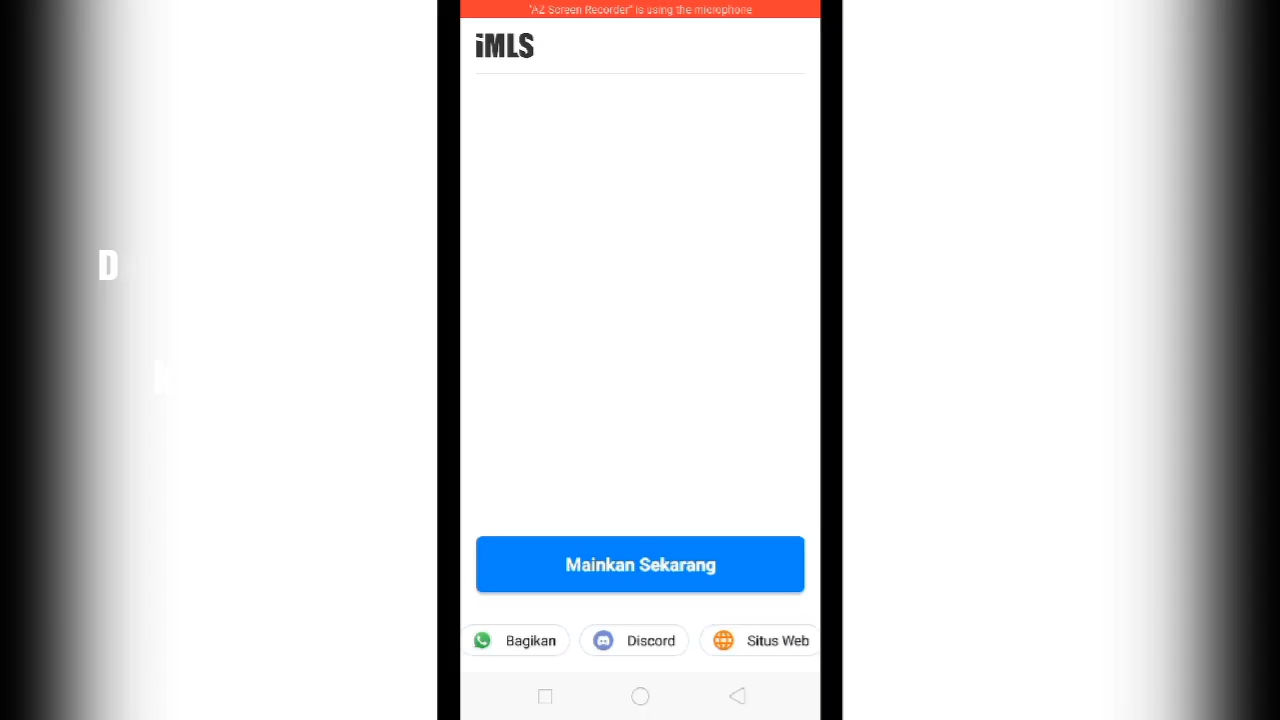 "AZ Screen Recorder" is using the microphone
iMLS
D
Mainkan Sekarang
Bagikan
Discord
Situs Web